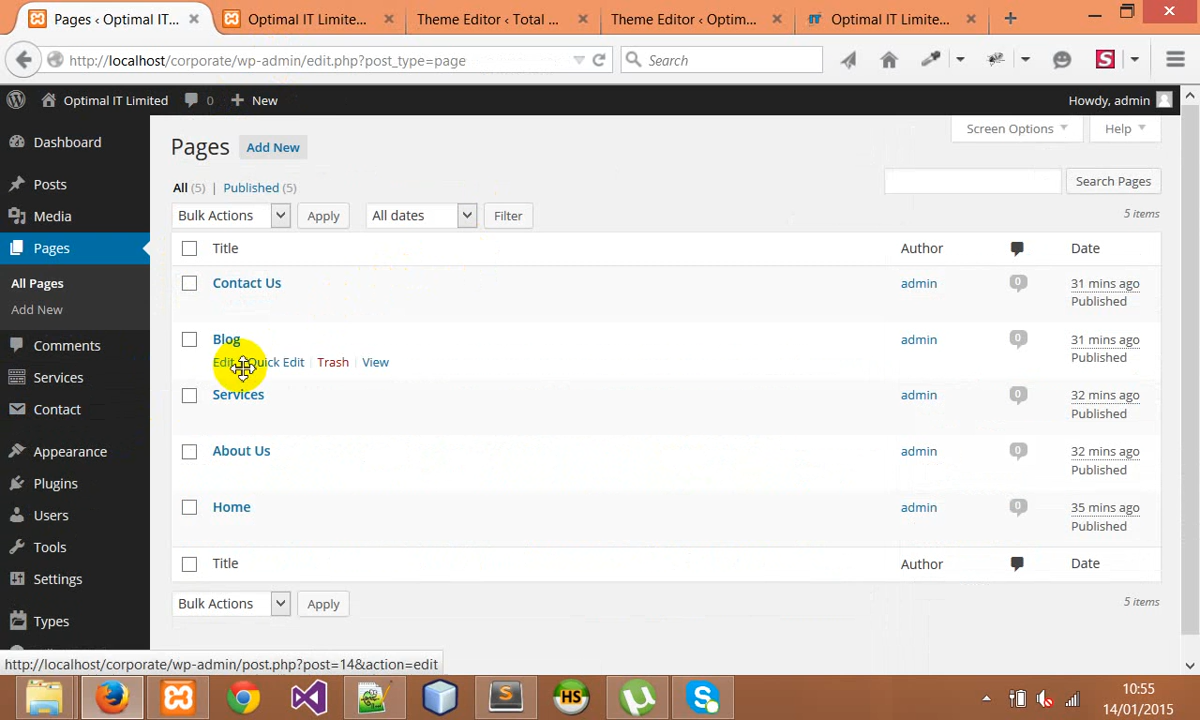 Pages ‹ Optimal IT...
Optimal IT Limite...
Theme Editor ‹ Total ...
Theme Editor ‹ Optim...
Optimal IT Limite...
http://localhost/corporate/wp-admin/edit.php?post_type=page
Search
S
Optimal IT Limited
0
New
Howdy, admin
Dashboard
Posts
Media
Pages
All Pages
Add New
Comments
Services
Contact
Appearance
Plugins
Users
Tools
Settings
Types
Screen Options
Help
Pages
Add New
All (5) | Published (5)
Search Pages
Bulk Actions
Apply
All dates
Filter
5 items
Title
Author
Date
Contact Us
admin
0
31 mins ago
Published
Blog
admin
0
31 mins ago
Published
Edit | Quick Edit | Trash | View
Services
admin
0
32 mins ago
Published
About Us
admin
0
32 mins ago
Published
Home
admin
0
35 mins ago
Published
Title
Author
Date
Bulk Actions
Apply
5 items
http://localhost/corporate/wp-admin/post.php?post=14&action=edit
HS
10:55
14/01/2015